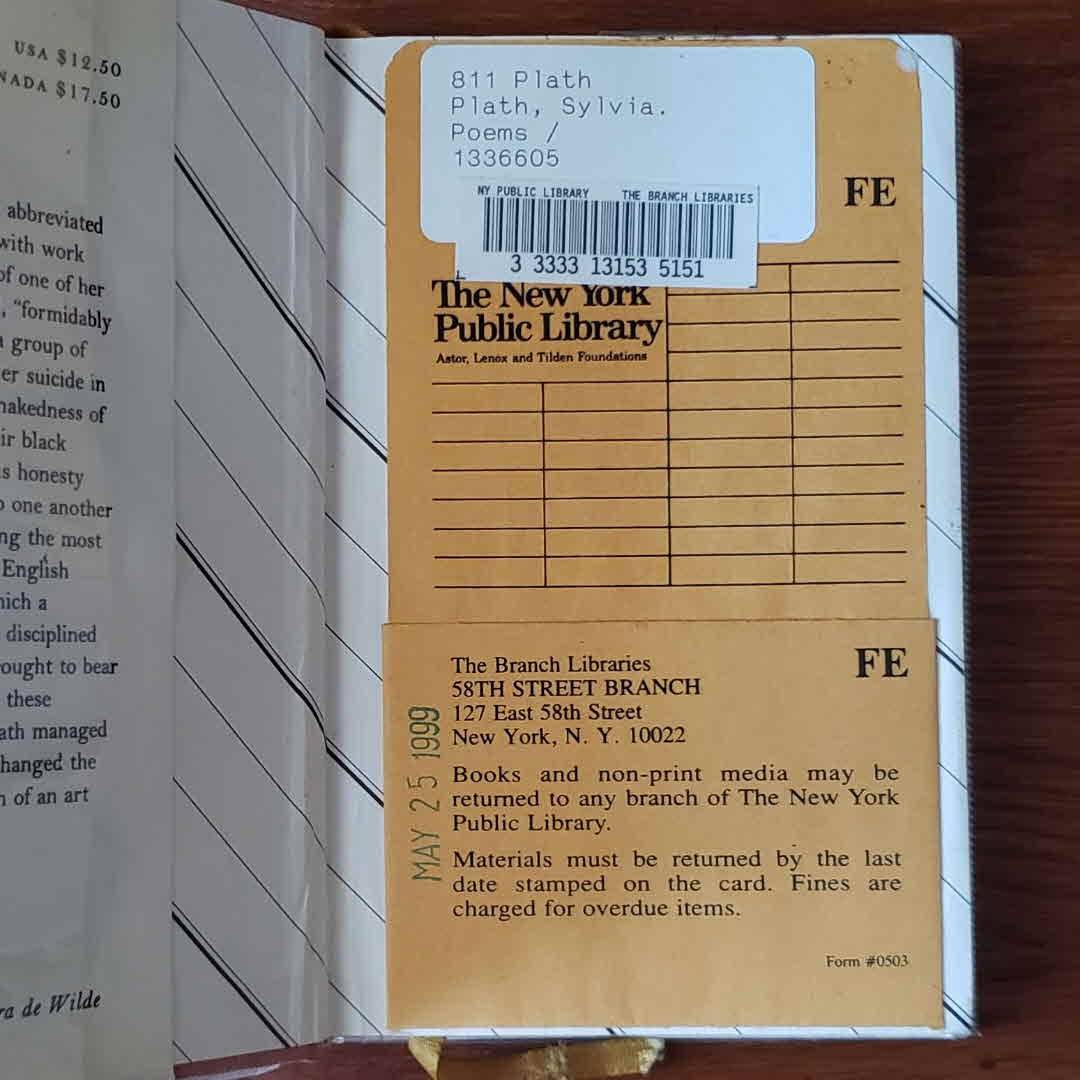 USA $12.50
NADA $17.50
abbreviated
with work
of one of her
, “formidably
a group of
er suicide in
nakedness of
ir black
s honesty
o one another
ng the most
English
hich a
disciplined
ought to bear
these
ath managed
hanged the
n of an art
ra de Wilde
811 Plath
Plath, Sylvia.
Poems /
1336605
NY PUBLIC LIBRARY THE BRANCH LIBRARIES
3 3333 13153 5151
FE
The New York
Public Library
Astor, Lenox and Tilden Foundations
The Branch Libraries
FE
58TH STREET BRANCH
127 East 58th Street
New York, N. Y. 10022
Books and non-print media may be
returned to any branch of The New York
Public Library.
Materials must be returned by the last
date stamped on the card. Fines are
charged for overdue items.
Form #0503
MAY 25 1999